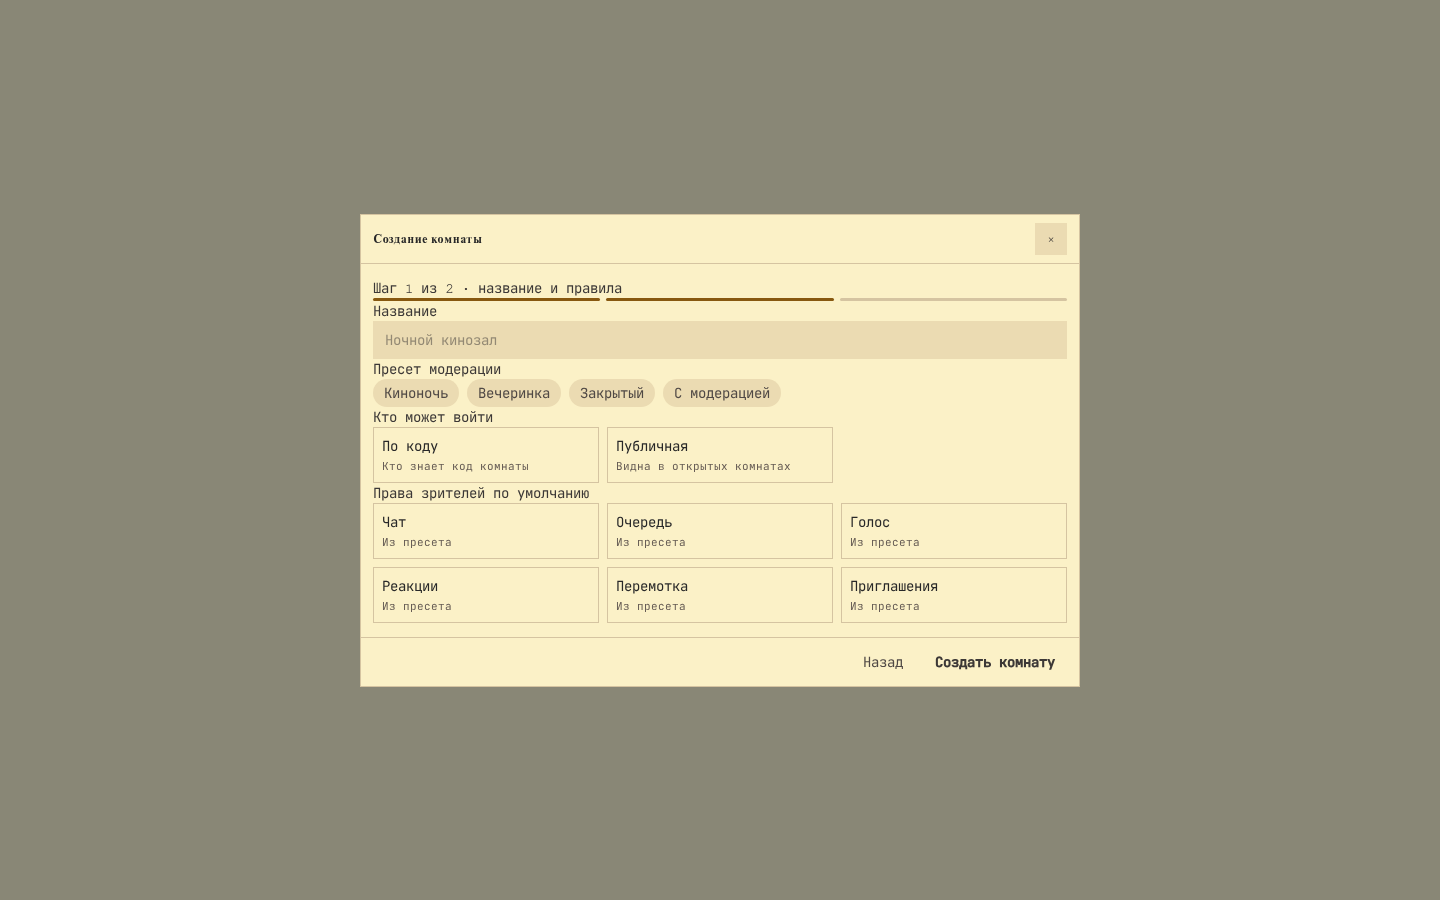 Создание комнаты
×
Шаг 1 из 2 · название и правила
Название
Ночной кинозал
Пресет модерации
Киноночь Вечеринка Закрытый С модерацией
Кто может войти
По коду Публичная
Кто знает код комнаты Видна в открытых комнатах
Права зрителей по умолчанию
Чат Очередь Голос
Из пресета Из пресета Из пресета
Реакции Перемотка Приглашения
Из пресета Из пресета Из пресета
Назад Создать комнату